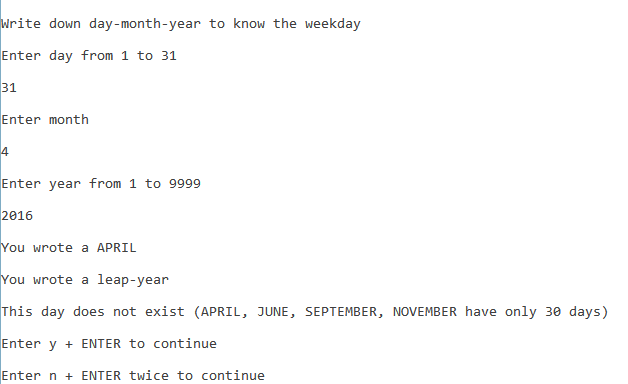 Write down day-month-year to know the weekday
Enter day from 1 to 31
31
Enter month
4
Enter year from 1 to 9999
2016
You wrote a APRIL
You wrote a leap-year
This day does not exist (APRIL, JUNE, SEPTEMBER, NOVEMBER have only 30 days)
Enter y + ENTER to continue
Enter n + ENTER twice to continue